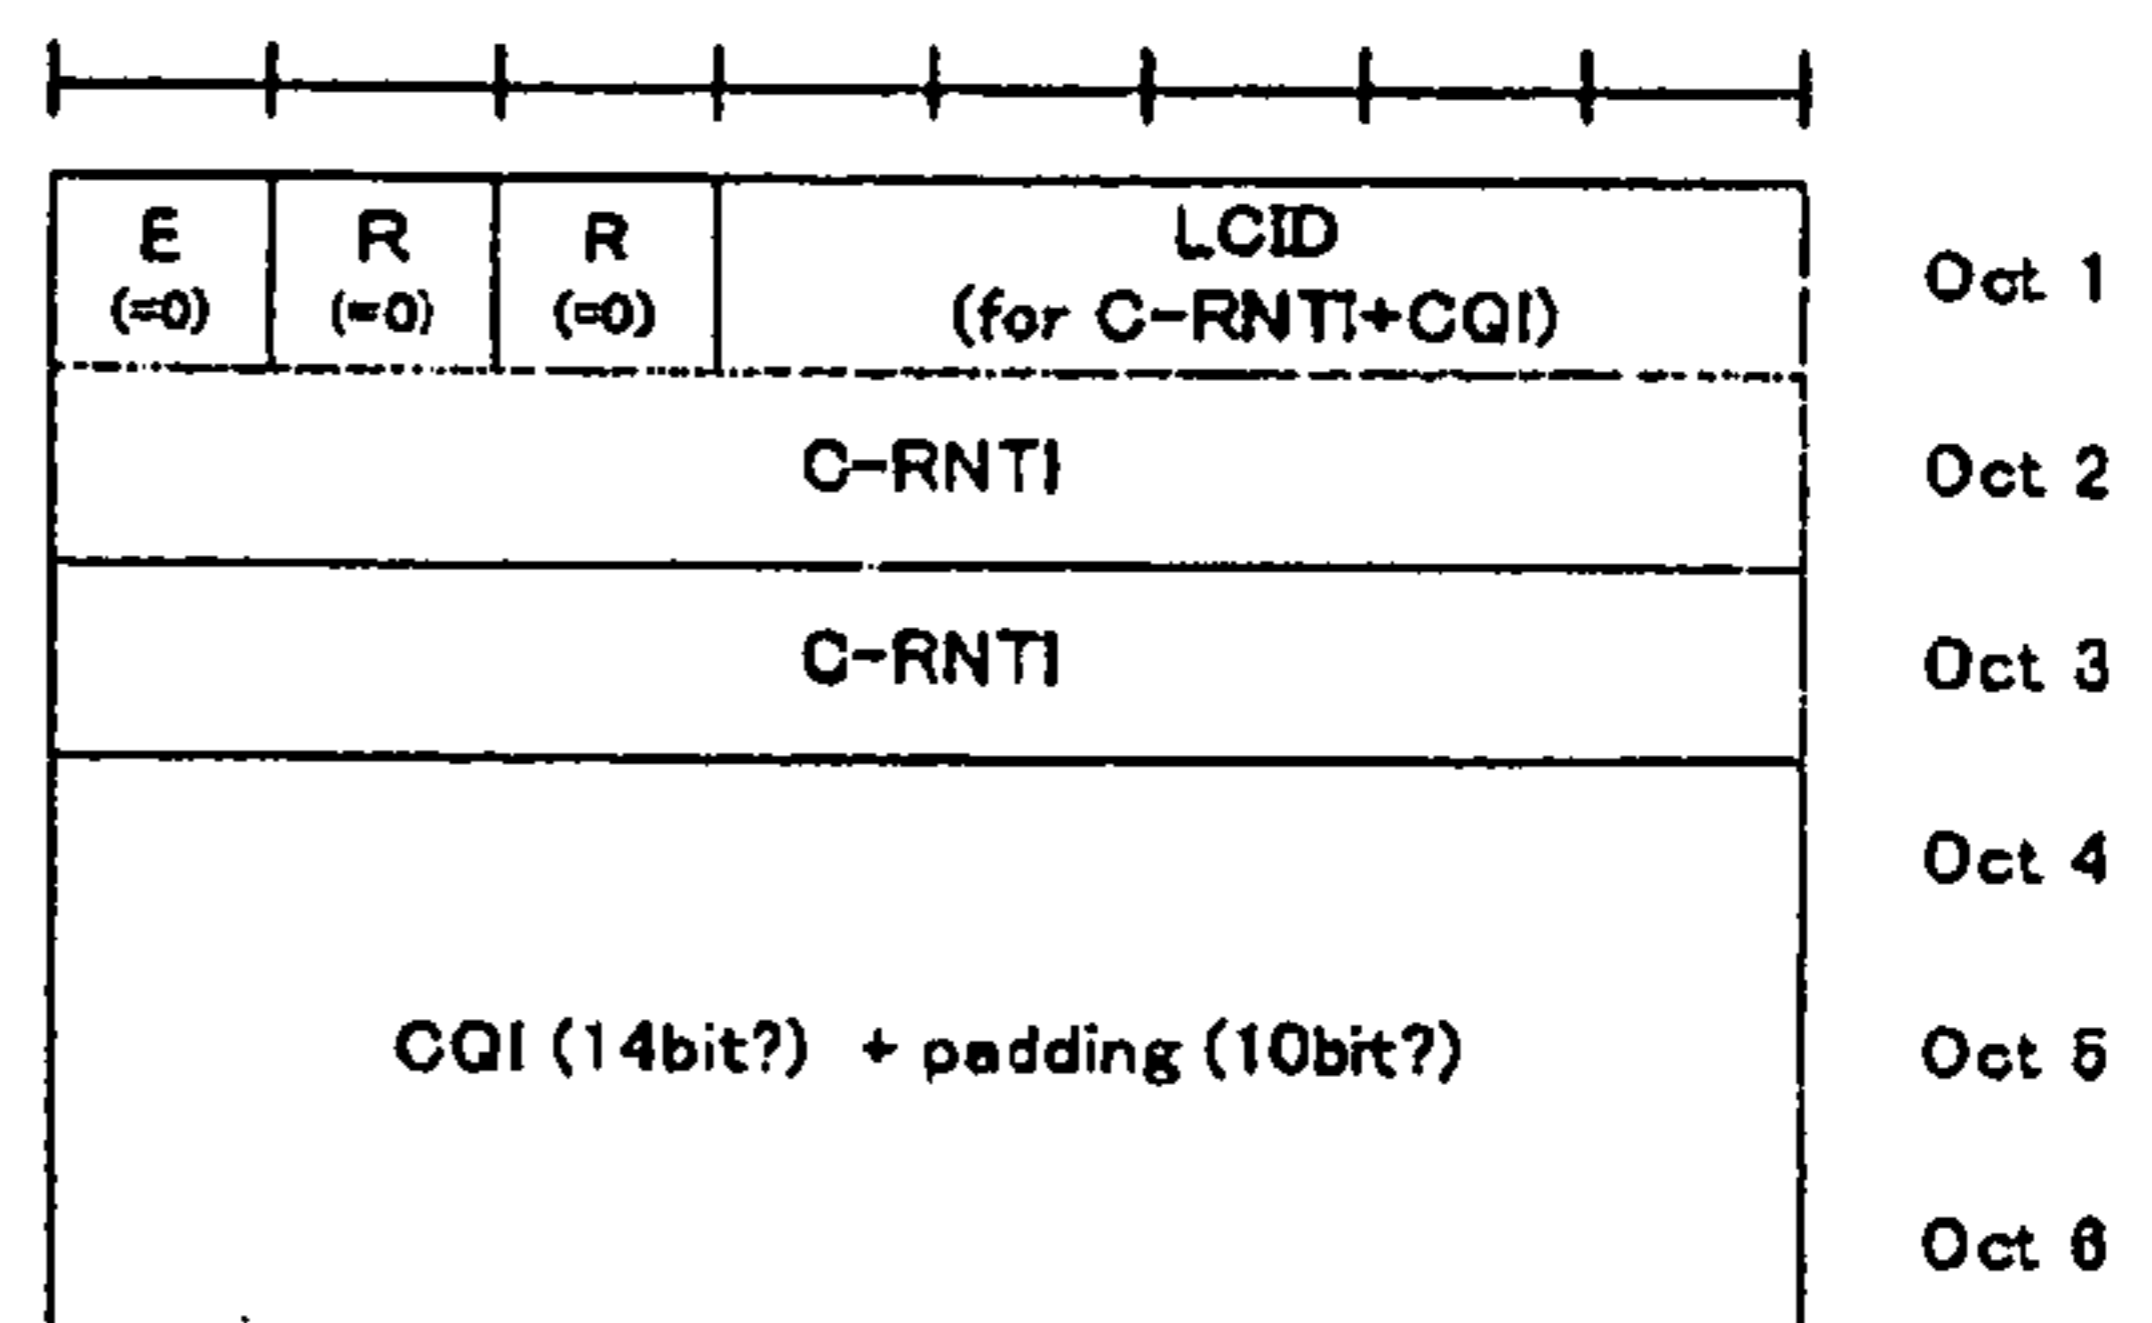 E R R LCID
(=0) (=0) (=0) (for C-RNTI+CQI) Oct 1
C-RNTI Oct 2
C-RNTI Oct 3
Oct 4
CQI (14bit?) + padding (10bit?) Oct 5
Oct 6